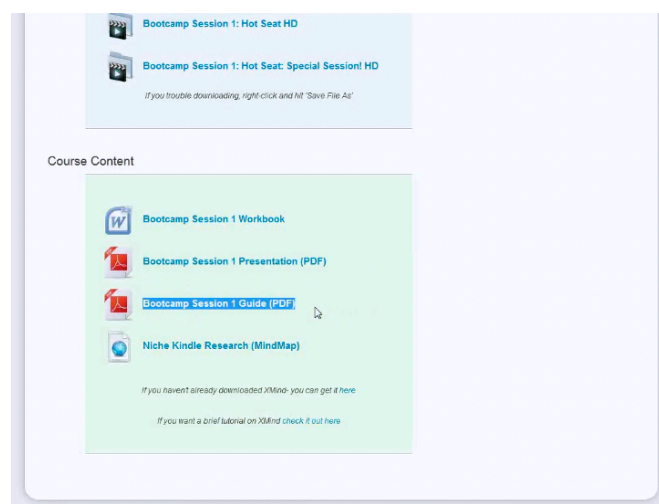 Bootcamp Session 1: Hot Seat HD
Bootcamp Session 1: Hot Seat: Special Session! HD
If you trouble downloading, right-click and hit 'Save File As'
Course Content
Bootcamp Session 1 Workbook
Bootcamp Session 1 Presentation (PDF)
Bootcamp Session 1 Guide (PDF)
Niche Kindle Research (MindMap)
If you haven't already downloaded XMind- you can get it here
If you want a brief tutorial on XMind check it out here